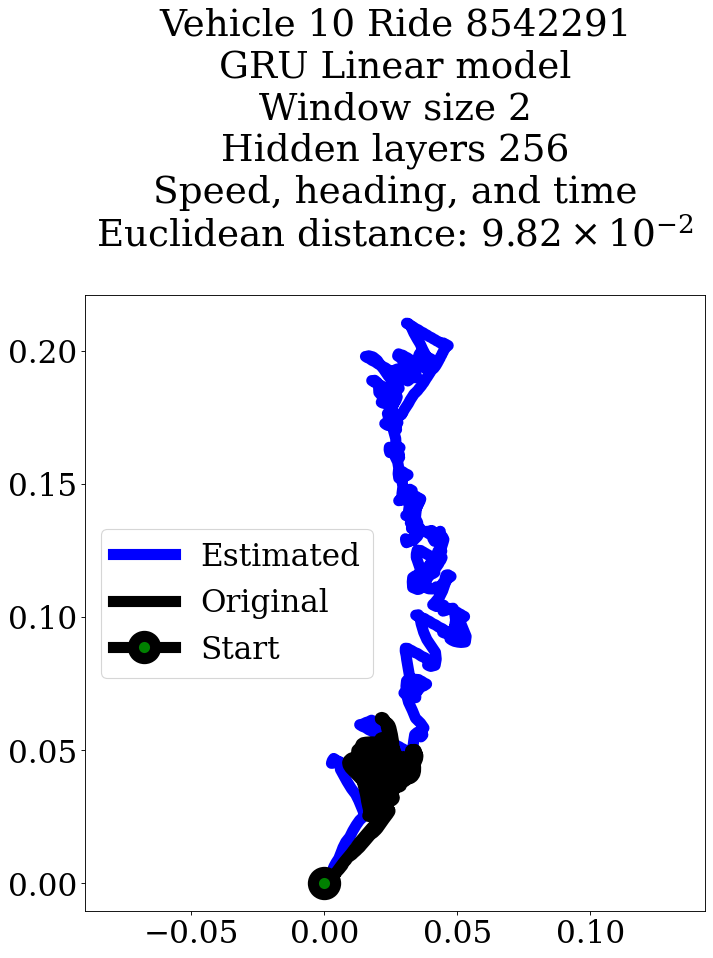 Vehicle 10 Ride 8542291
GRU Linear model
Window size 2
Hidden layers 256
Speed, heading, and time
Euclidean distance: 9.82 × 10⁻²
0.20
0.15
Estimated
Original
Start
0.10
0.05
0.00
−0.05 0.00 0.05 0.10